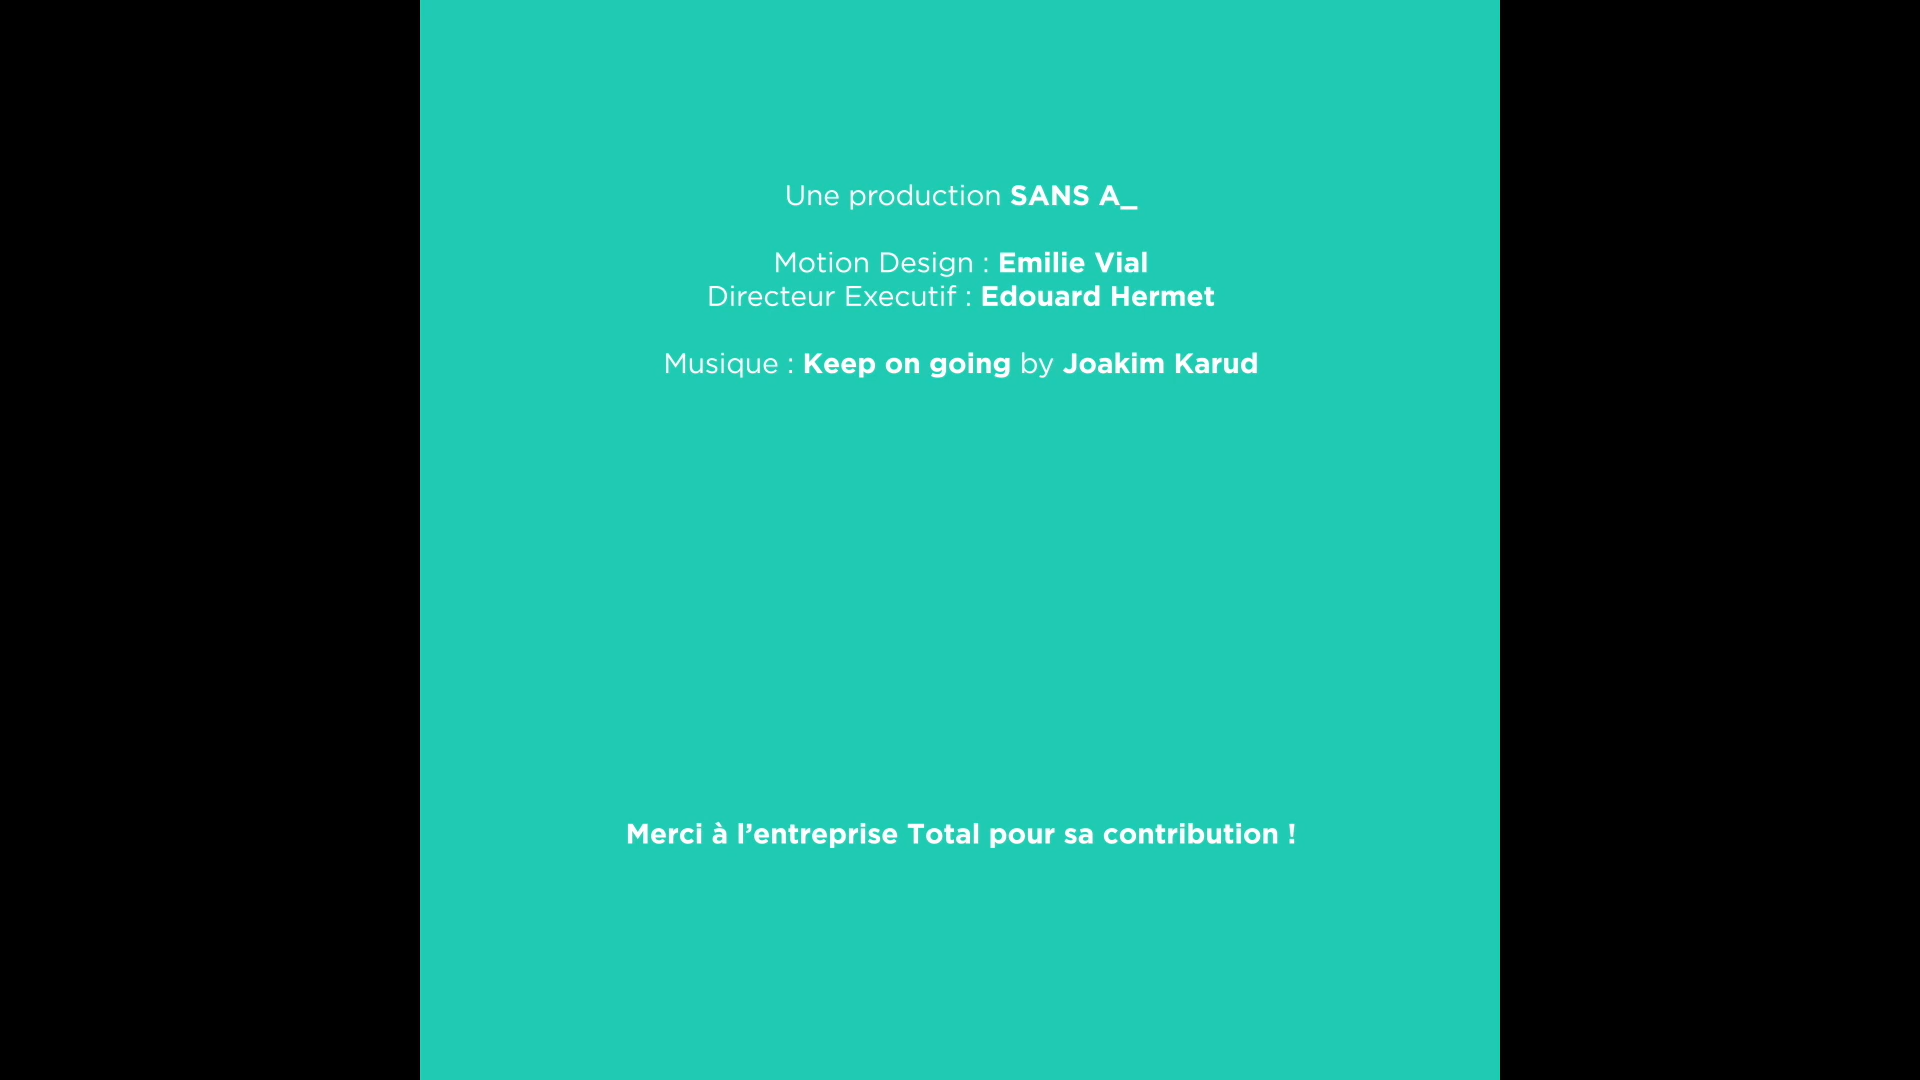 Une production SANS A_
Motion Design : Emilie Vial
Directeur Executif : Edouard Hermet
Musique : Keep on going by Joakim Karud
Merci à l’entreprise Total pour sa contribution !